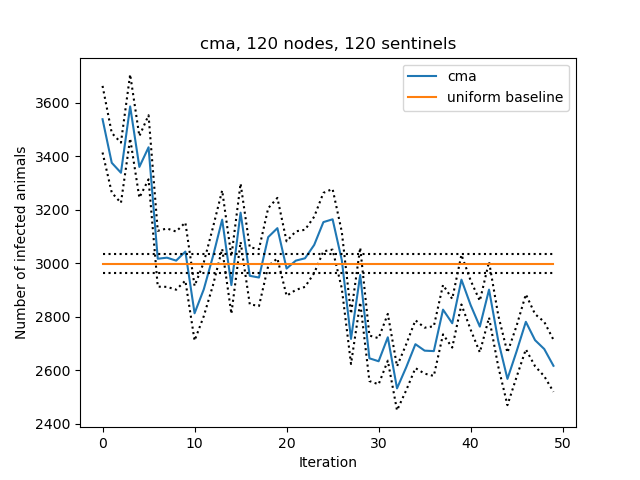 cma, 120 nodes, 120 sentinels
cma
uniform baseline
Number of infected animals
3600
3400
3200
3000
2800
2600
2400
0 10 20 30 40 50
Iteration